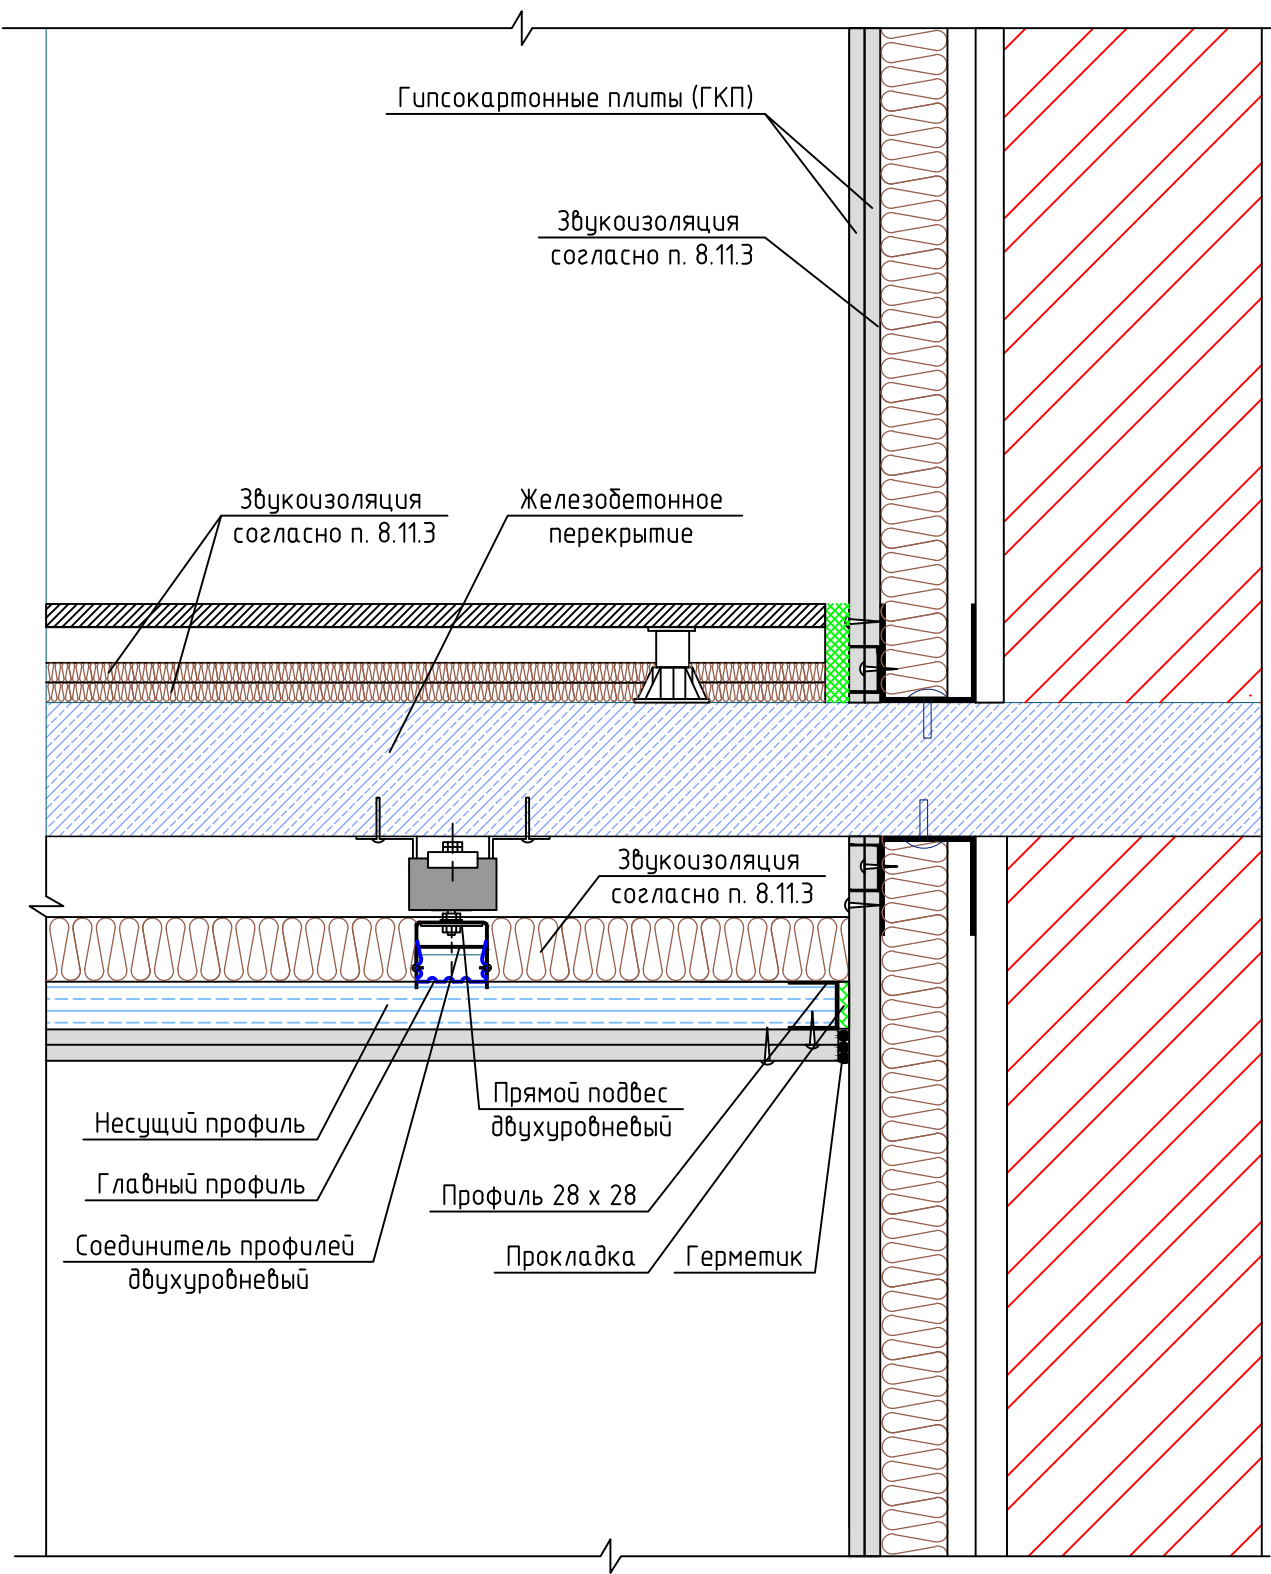 Гипсокартонные плиты (ГКП)
Звукоизоляция
согласно п. 8.11.3
Звукоизоляция
согласно п. 8.11.3
Железобетонное
перекрытие
Звукоизоляция
согласно п. 8.11.3
Прямой подвес
двухуровневый
Несущий профиль
Главный профиль
Профиль 28 х 28
Соединитель профилей
двухуровневый
Прокладка
Герметик